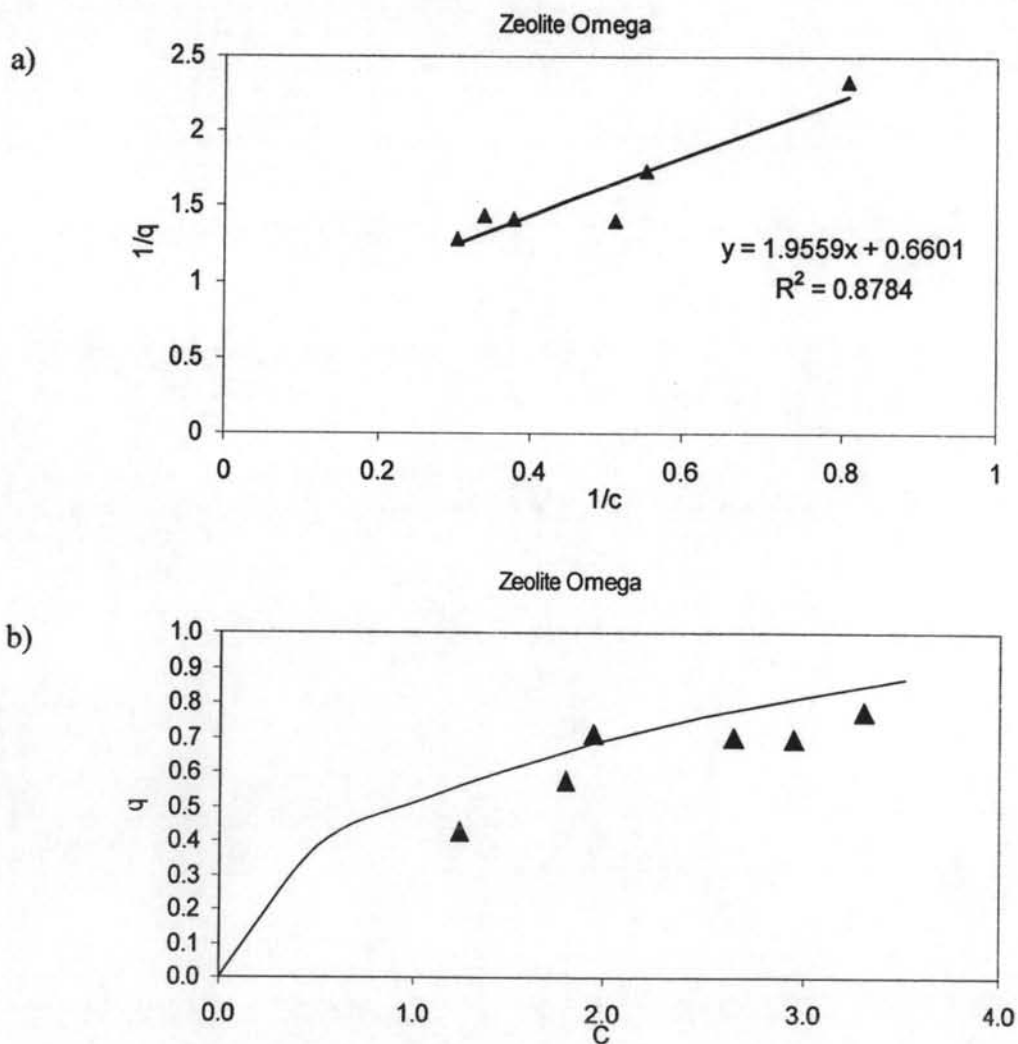 Zeolite Omega
a)
2.5
2
1.5
1
0.5
0
1/q
y = 1.9559x + 0.6601
R² = 0.8784
0 0.2 0.4 0.6 0.8 1
1/c
Zeolite Omega
b)
1.0
0.9
0.8
0.7
0.6
0.5
0.4
0.3
0.2
0.1
0.0
q
0.0 1.0 2.0 3.0 4.0
C